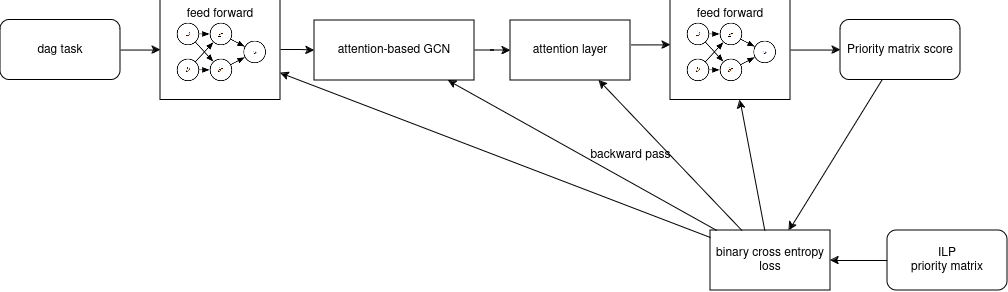 feed forward
feed forward
dag task
attention-based GCN
attention layer
Priority matrix score
backward pass
binary cross entropy
loss
ILP
priority matrix